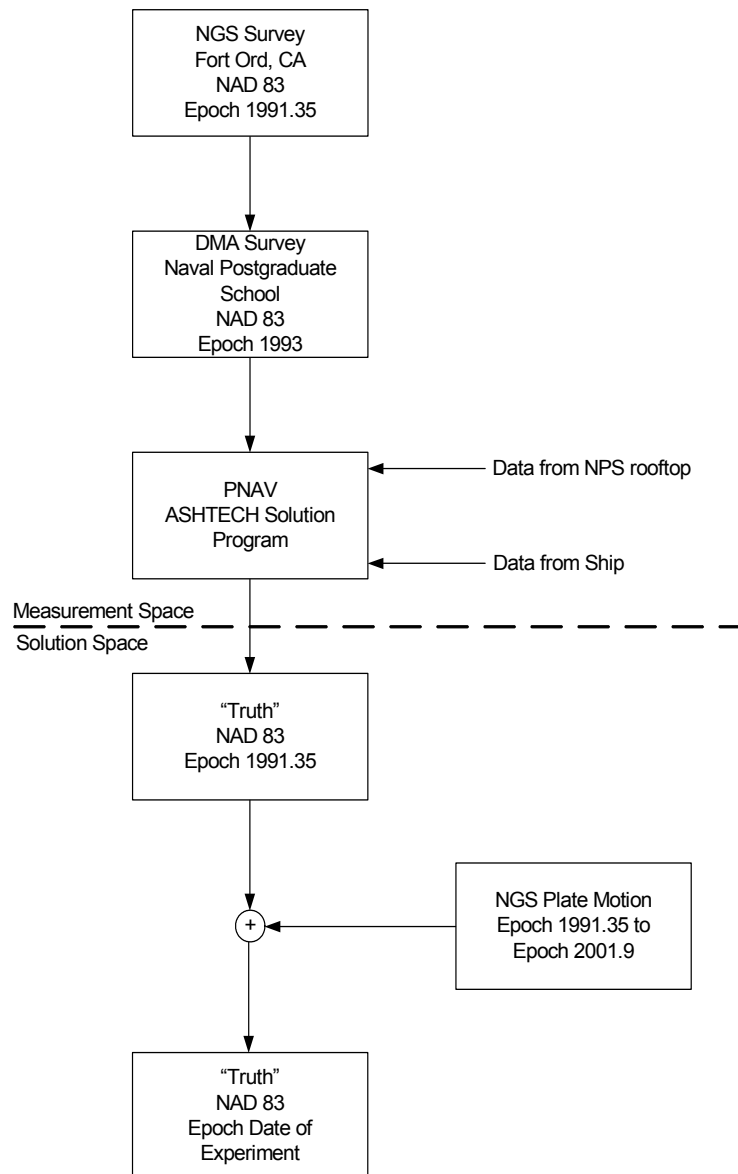 NGS Survey
Fort Ord, CA
NAD 83
Epoch 1991.35
DMA Survey
Naval Postgraduate
School
NAD 83
Epoch 1993
PNAV
ASHTECH Solution
Program
Data from NPS rooftop
Data from Ship
Measurement Space
Solution Space
“Truth”
NAD 83
Epoch 1991.35
+
NGS Plate Motion
Epoch 1991.35 to
Epoch 2001.9
“Truth”
NAD 83
Epoch Date of
Experiment